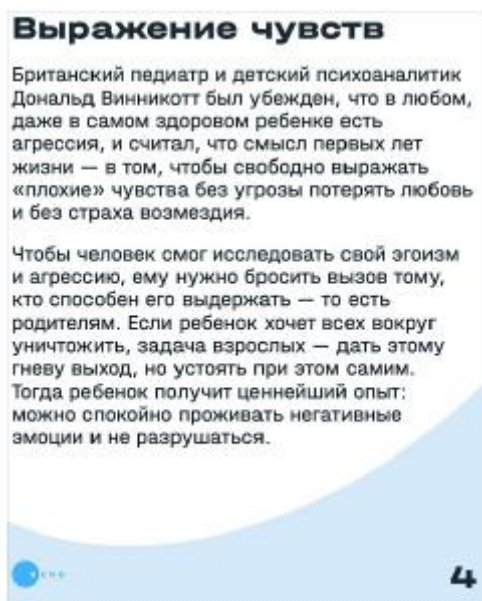 Выражение чувств
Британский педиатр и детский психоаналитик
Дональд Винникотт был убежден, что в любом,
даже в самом здоровом ребенке есть
агрессия, и считал, что смысл первых лет
жизни — в том, чтобы свободно выражать
«плохие» чувства без угрозы потерять любовь
и без страха возмездия.
Чтобы человек смог исследовать свой эгоизм
и агрессию, ему нужно бросить вызов тому,
кто способен его выдержать — то есть
родителям. Если ребенок хочет всех вокруг
уничтожить, задача взрослых — дать этому
гневу выход, но устоять при этом самим.
Тогда ребенок получит ценнейший опыт:
можно спокойно проживать негативные
эмоции и не разрушаться.
4